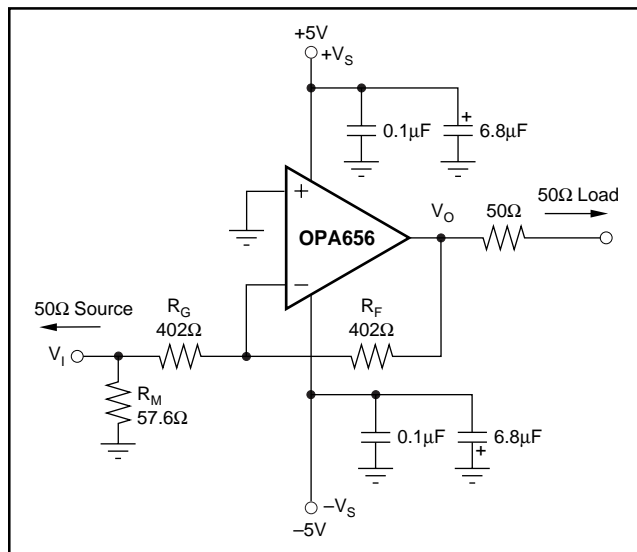 +5V
+V_S
+
0.1μF
6.8μF
+
OPA656
−
V_O
50Ω
50Ω Load
50Ω Source
R_G
402Ω
R_F
402Ω
V_I
R_M
57.6Ω
0.1μF
6.8μF
+
−V_S
−5V